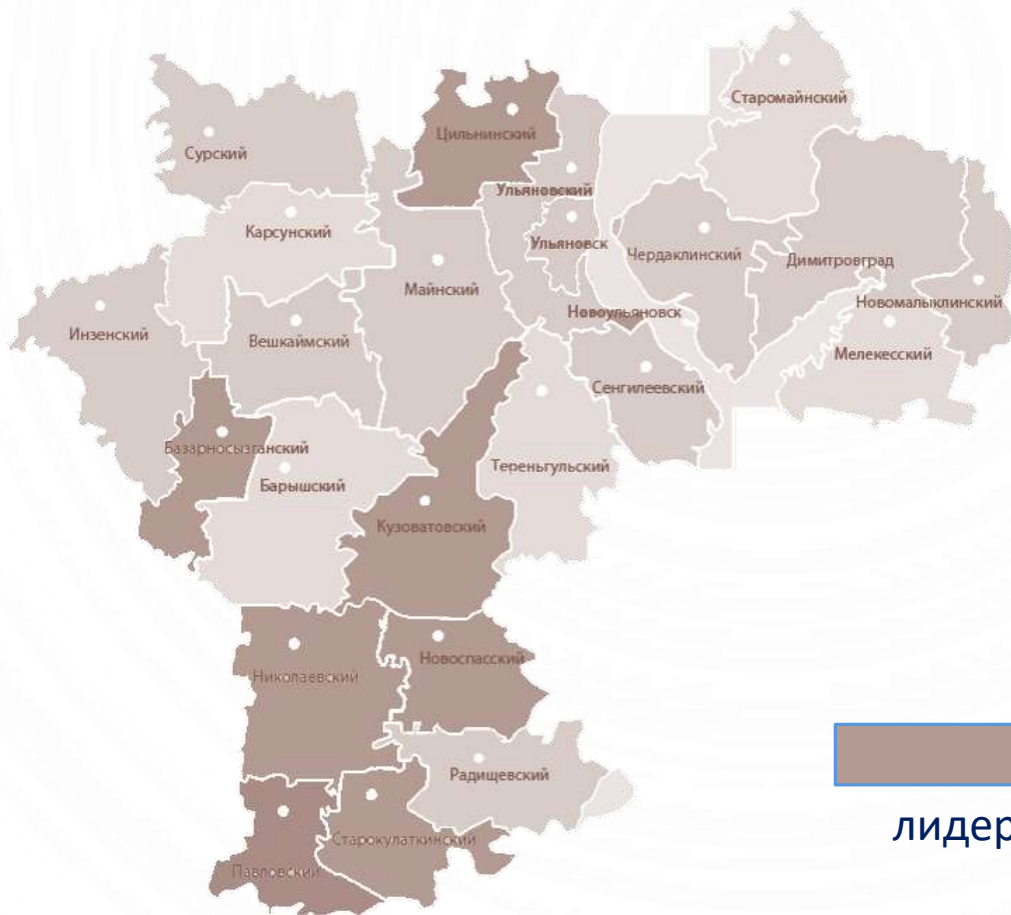 Старомайнский
Цильнинский
Сурский
Ульяновский
Карсунский
Ульяновск
Чердаклинский
Димитровград
Майнский
Новомалыклинский
Новоульяновск
Инзенский
Вешкаймский
Мелекесский
Сенгилеевский
Базарносызганский
Тереньгульский
Барышский
Кузоватовский
Новоспасский
Николаевский
Радищевский
лидер
Старокулаткинский
Павловский